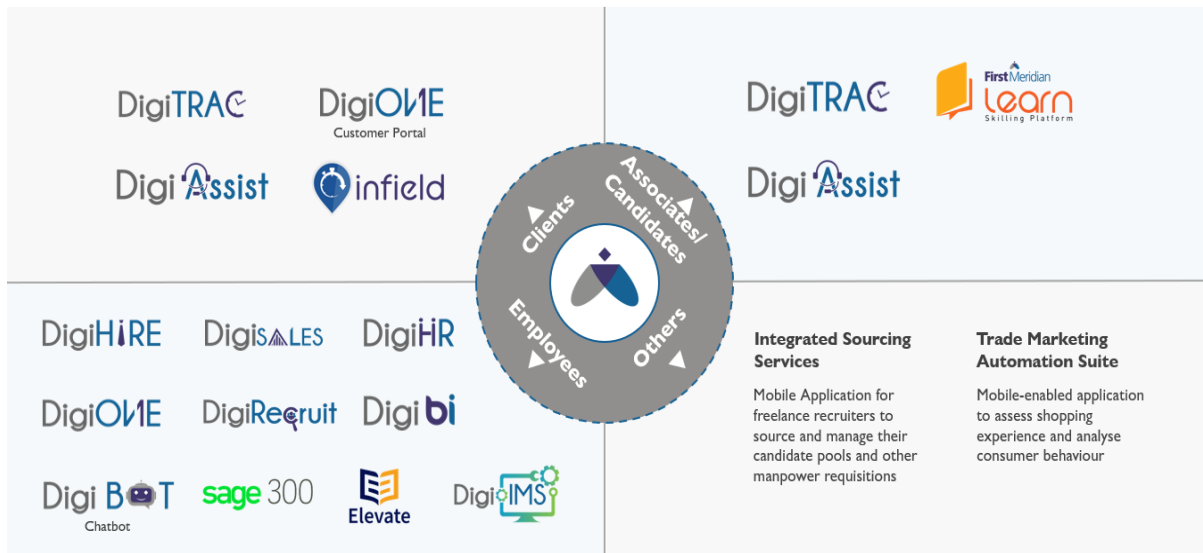 DigiTRAC
DigiONE
Customer Portal
Digi Assist
infield
DigiTRAC
FirstMeridian
Learn
Skilling Platform
Digi Assist
Clients
Associates/
Candidates
Employees
Others
DigiHIRE
DigiSALES
DigiHR
DigiONE
DigiRecruit
Digi bi
Digi BOT
Chatbot
sage 300
Elevate
Digi IMS
Integrated Sourcing
Services
Mobile Application for
freelance recruiters to
source and manage their
candidate pools and other
manpower requisitions
Trade Marketing
Automation Suite
Mobile-enabled application
to assess shopping
experience and analyse
consumer behaviour